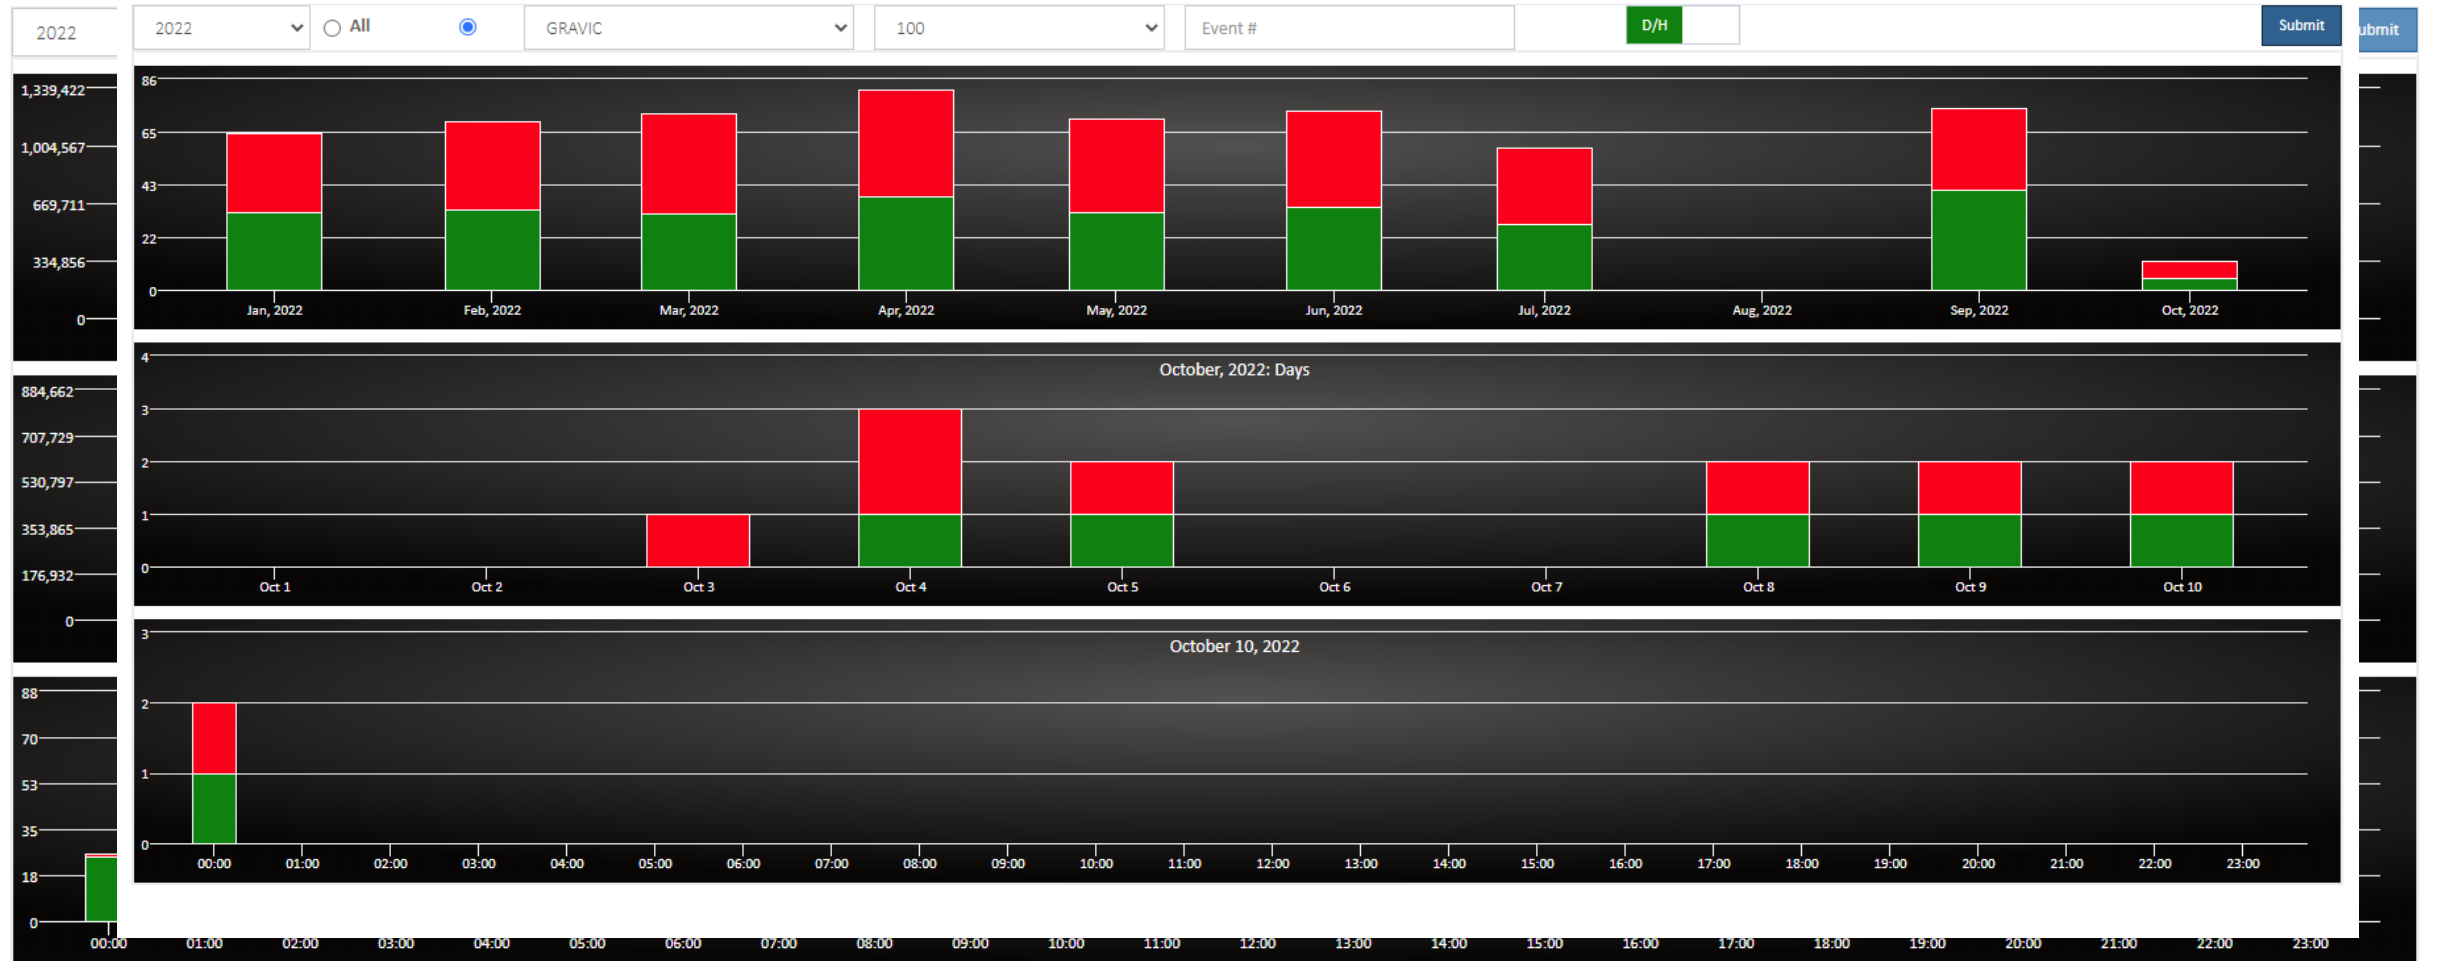 2022
2022
All
GRAVIC
100
Event #
D/H
Submit
ubmit
1,339,422
1,004,567
669,711
334,856
0
86
65
43
22
0
Jan, 2022 Feb, 2022 Mar, 2022 Apr, 2022 May, 2022 Jun, 2022 Jul, 2022 Aug, 2022 Sep, 2022 Oct, 2022
884,662
707,729
530,797
353,865
176,932
0
October, 2022: Days
4
3
2
1
0
Oct 1 Oct 2 Oct 3 Oct 4 Oct 5 Oct 6 Oct 7 Oct 8 Oct 9 Oct 10
88
70
53
35
18
0
October 10, 2022
3
2
1
0
00:00 01:00 02:00 03:00 04:00 05:00 06:00 07:00 08:00 09:00 10:00 11:00 12:00 13:00 14:00 15:00 16:00 17:00 18:00 19:00 20:00 21:00 22:00 23:00
00:00 01:00 02:00 03:00 04:00 05:00 06:00 07:00 08:00 09:00 10:00 11:00 12:00 13:00 14:00 15:00 16:00 17:00 18:00 19:00 20:00 21:00 22:00 23:00